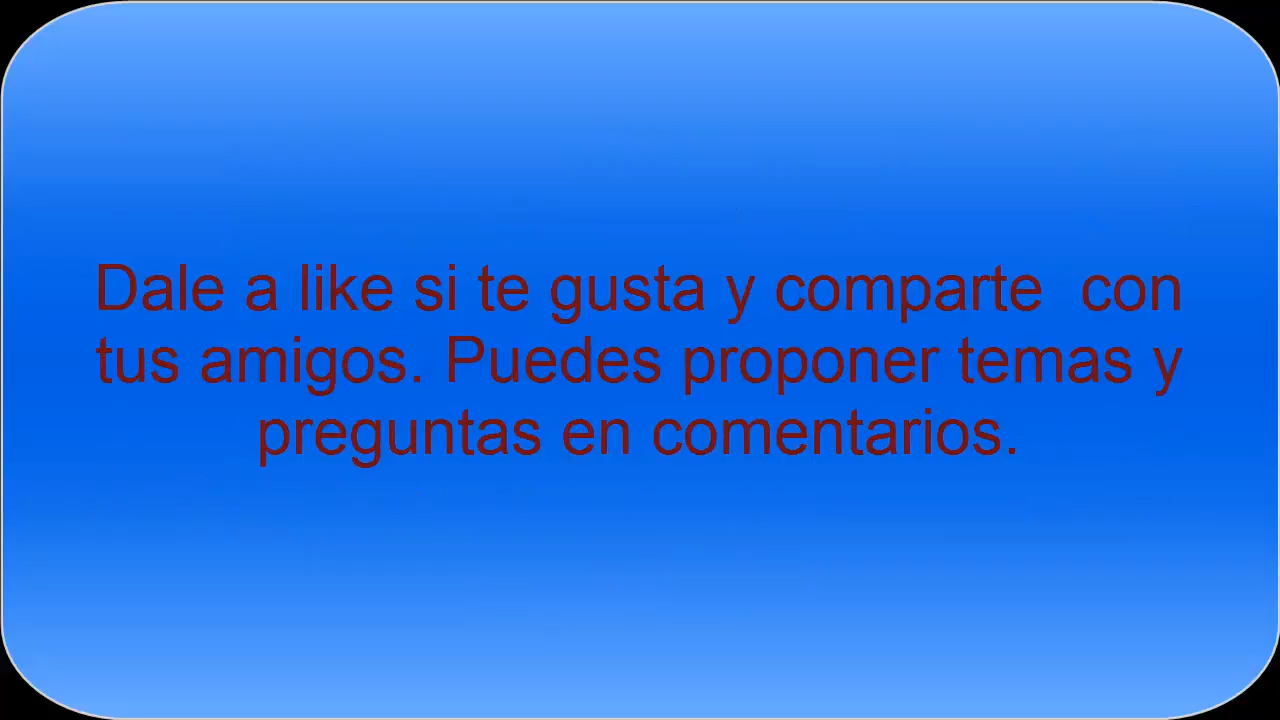 Dale a like si te gusta y comparte  con
tus amigos. Puedes proponer temas y
preguntas en comentarios.